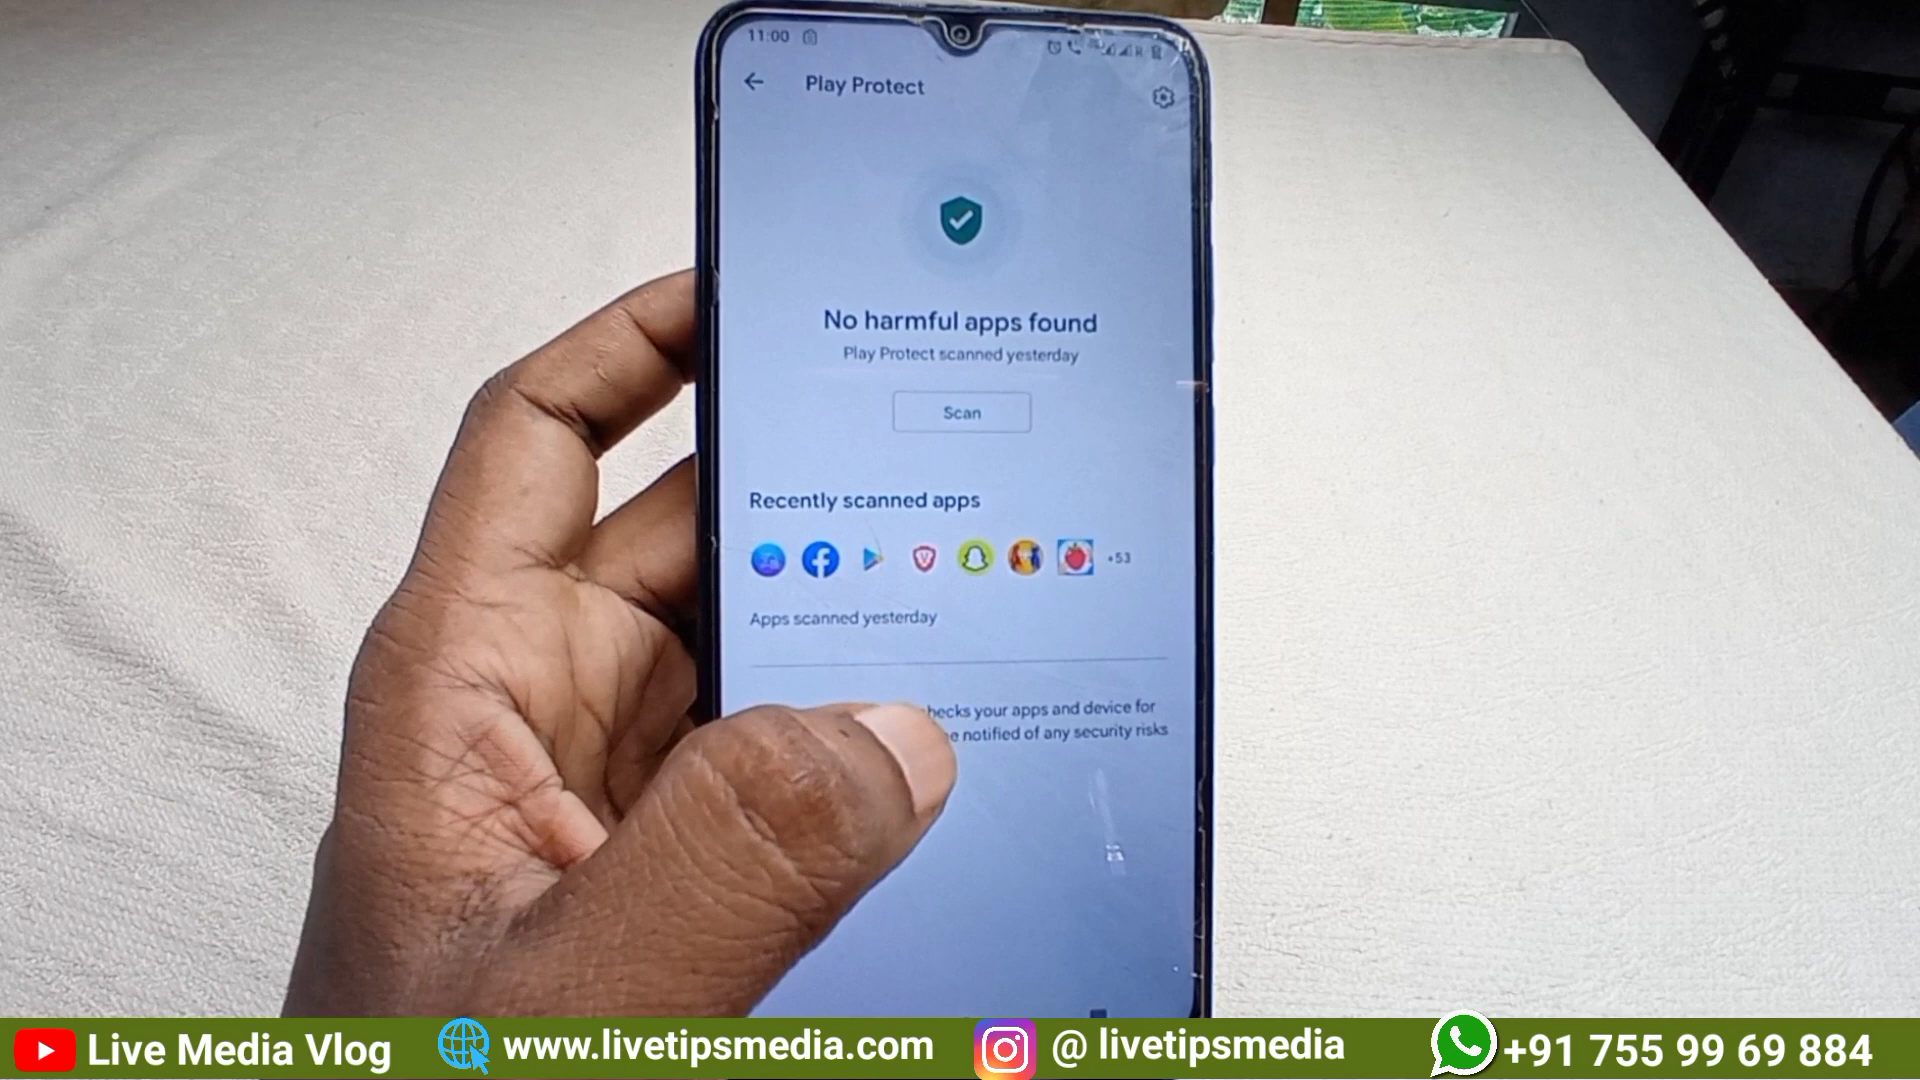 11:00
Play Protect
No harmful apps found
Play Protect scanned yesterday
Scan
Recently scanned apps
+53
Apps scanned yesterday
checks your apps and device for
notified of any security risks
Live Media Vlog
www.livetipsmedia.com
@ livetipsmedia
+91 755 99 69 884